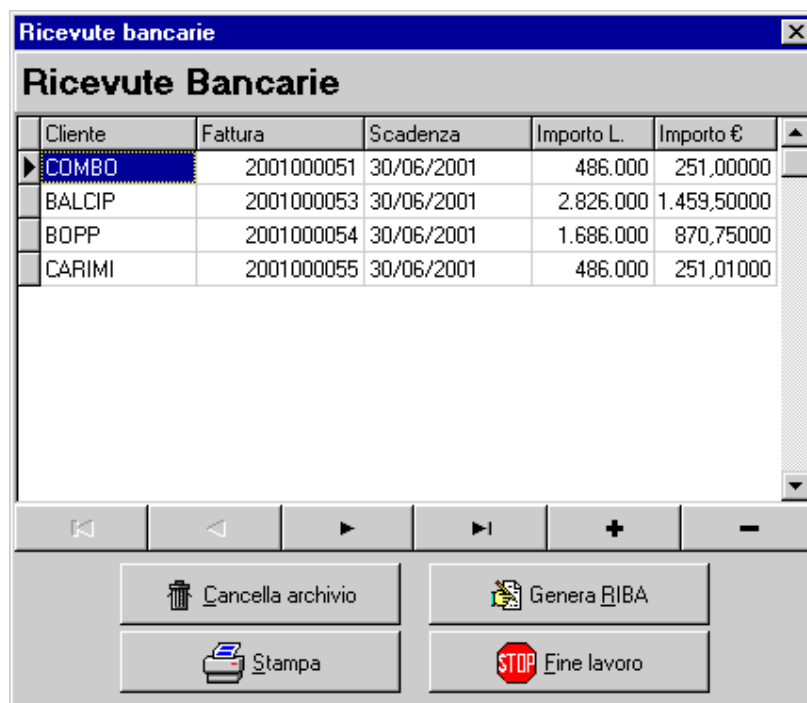 Ricevute bancarie
Ricevute Bancarie
Cliente Fattura Scadenza Importo L. Importo €
COMBO 2001000051 30/06/2001 486.000 251,00000
BALCIP 2001000053 30/06/2001 2.826.000 1.459,50000
BOPP 2001000054 30/06/2001 1.686.000 870,75000
CARIMI 2001000055 30/06/2001 486.000 251,01000
Cancella archivio Genera RIBA
Stampa STOP Fine lavoro